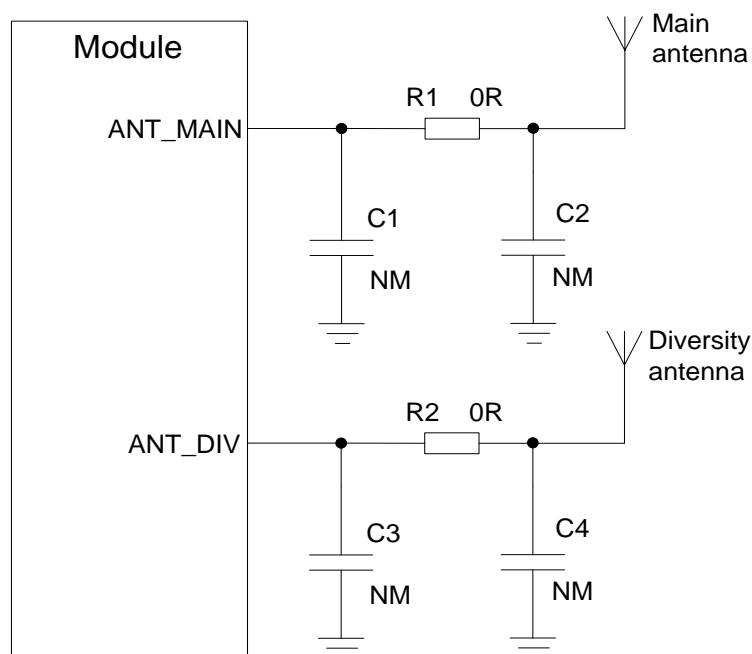 Module
Main
antenna
R1 0R
ANT_MAIN
C1
C2
NM
NM
Diversity
antenna
R2 0R
ANT_DIV
C3
C4
NM
NM